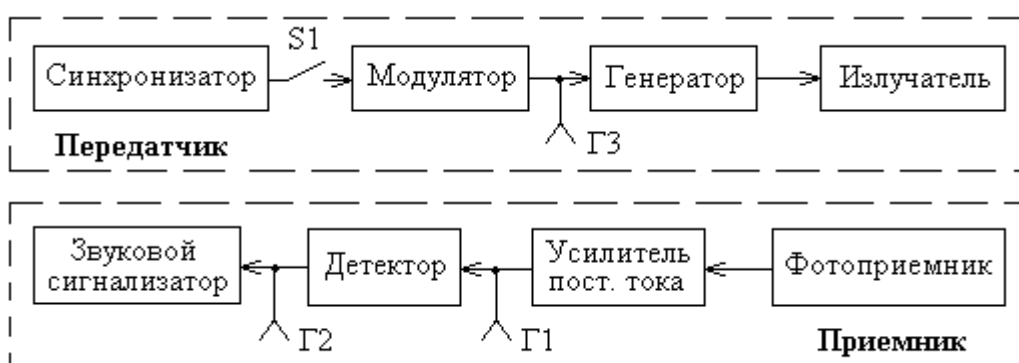 S1
Синхронизатор
Модулятор
Генератор
Излучатель
Г3
Передатчик
Звуковой
сигнализатор
Детектор
Усилитель
пост. тока
Фотоприемник
Г2
Г1
Приемник